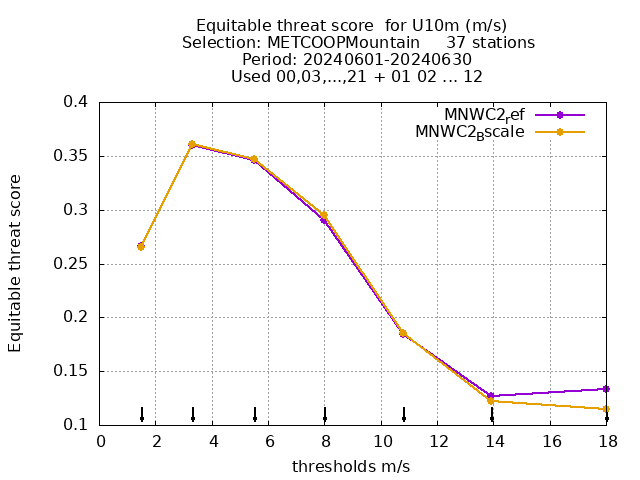 Equitable threat score for U10m (m/s)
Selection: METCOOPMountain 37 stations
Period: 20240601-20240630
Used 00,03,...,21 + 01 02 ... 12
MNWC2ref
MNWC2Bscale
0.4
0.35
0.3
0.25
0.2
0.15
0.1
Equitable threat score
0 2 4 6 8 10 12 14 16 18
thresholds m/s